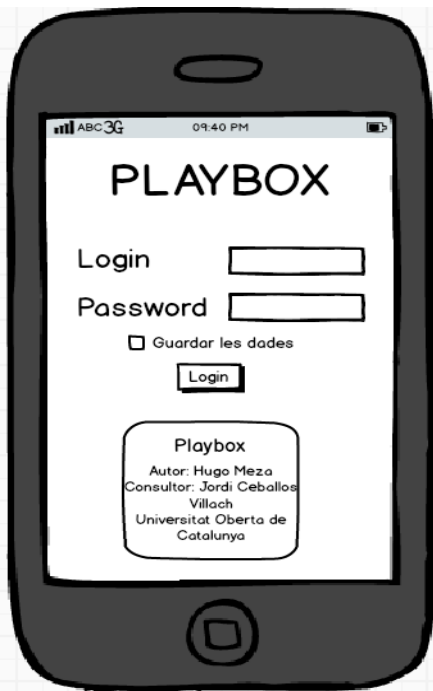 ABC 3G 09:40 PM
PLAYBOX
Login
Password
Guardar les dades
Login
Playbox
Autor: Hugo Meza
Consultor: Jordi Ceballos
Villach
Universitat Oberta de
Catalunya